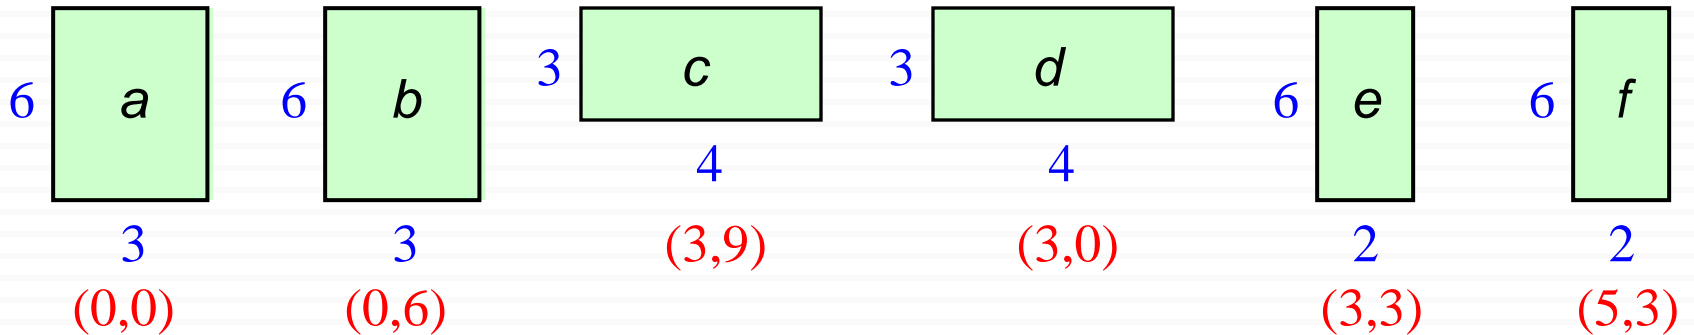 6 a 6 b 3 c 3 d 6 e 6 f
4 4
3 3 (3,9) (3,0) 2 2
(0,0) (0,6) (3,3) (5,3)